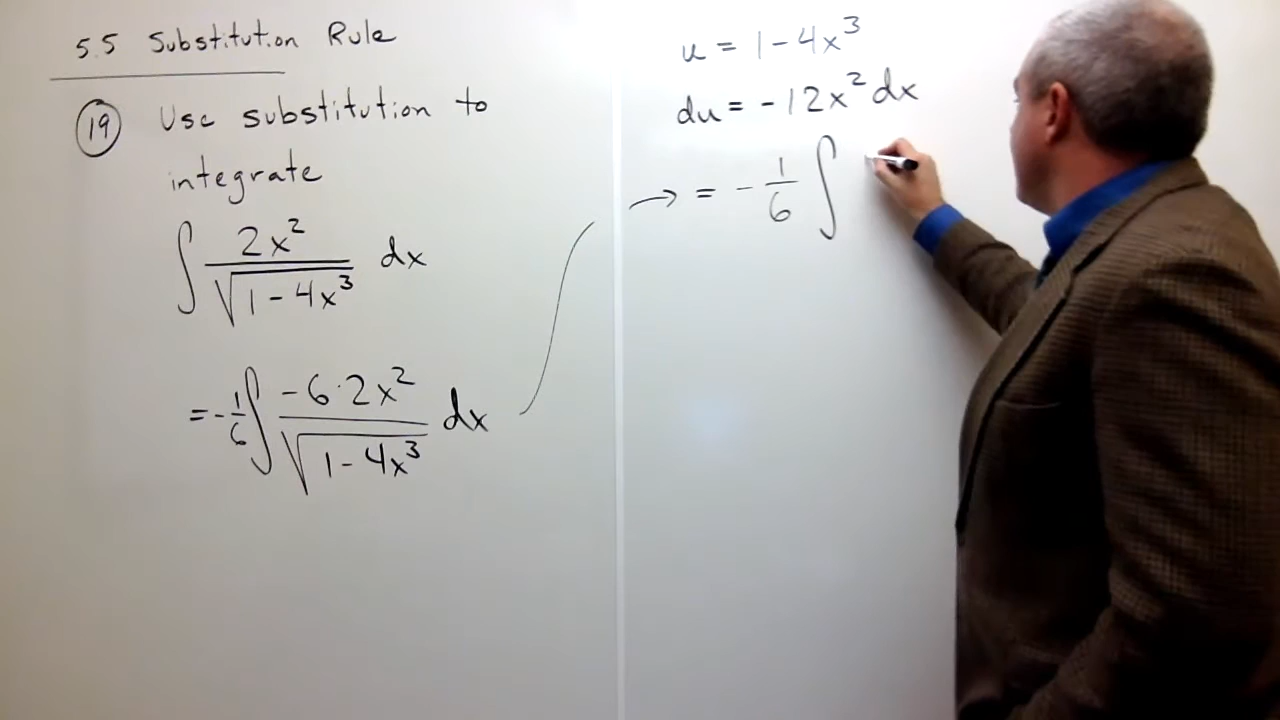 5.5 Substitution Rule
19 Use substitution to
integrate
∫ 2x² / √(1 - 4x³) dx
= -1/6 ∫ -6·2x² / √(1 - 4x³) dx
u = 1 - 4x³
du = -12x² dx
→ = -1/6 ∫